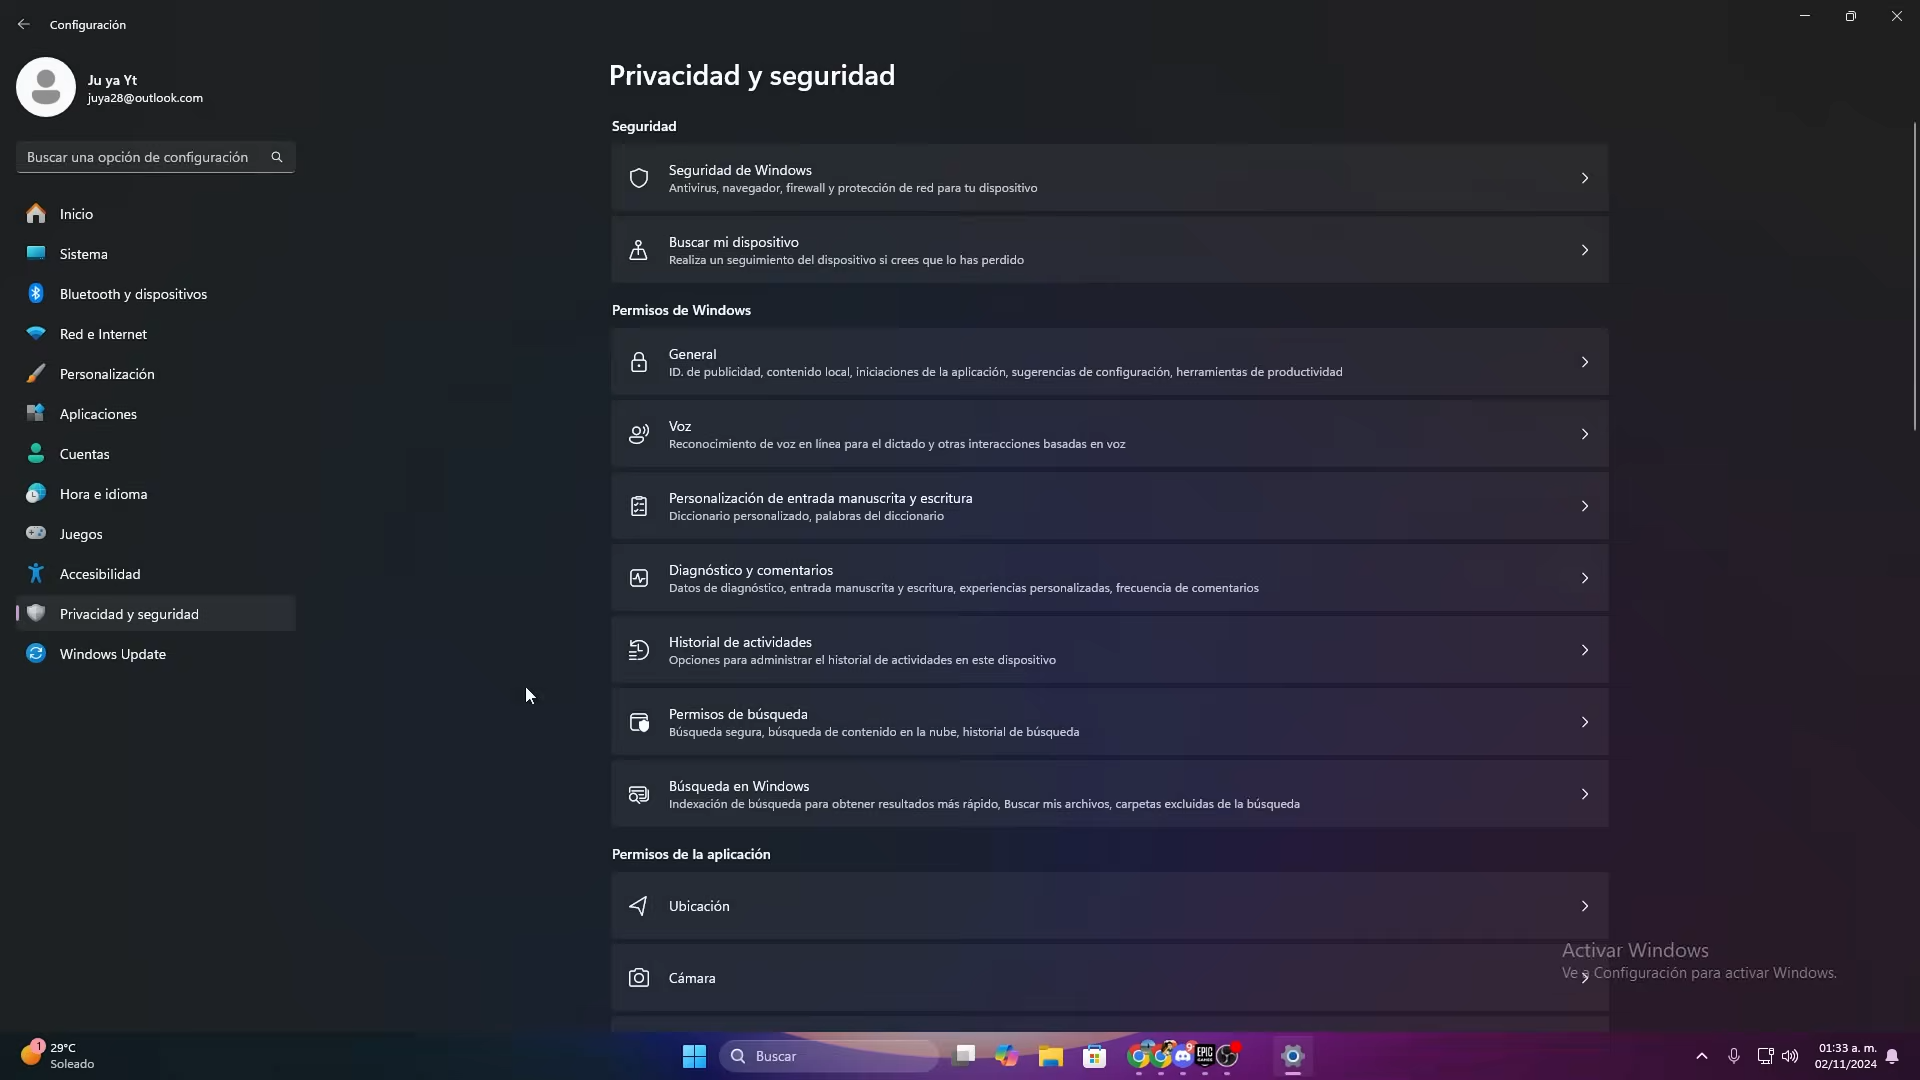 Configuración
Ju ya Yt
juya28@outlook.com
Buscar una opción de configuración
Inicio
Sistema
Bluetooth y dispositivos
Red e Internet
Personalización
Aplicaciones
Cuentas
Hora e idioma
Juegos
Accesibilidad
Privacidad y seguridad
Windows Update
Privacidad y seguridad
Seguridad
Seguridad de Windows
Antivirus, navegador, firewall y protección de red para tu dispositivo
Buscar mi dispositivo
Realiza un seguimiento del dispositivo si crees que lo has perdido
Permisos de Windows
General
ID. de publicidad, contenido local, iniciaciones de la aplicación, sugerencias de configuración, herramientas de productividad
Voz
Reconocimiento de voz en línea para el dictado y otras interacciones basadas en voz
Personalización de entrada manuscrita y escritura
Diccionario personalizado, palabras del diccionario
Diagnóstico y comentarios
Datos de diagnóstico, entrada manuscrita y escritura, experiencias personalizadas, frecuencia de comentarios
Historial de actividades
Opciones para administrar el historial de actividades en este dispositivo
Permisos de búsqueda
Búsqueda segura, búsqueda de contenido en la nube, historial de búsqueda
Búsqueda en Windows
Indexación de búsqueda para obtener resultados más rápido, Buscar mis archivos, carpetas excluidas de la búsqueda
Permisos de la aplicación
Ubicación
Cámara
Activar Windows
Ve a Configuración para activar Windows.
1
29°C
Soleado
Buscar
EPIC
GAMES
01:33 a. m.
02/11/2024